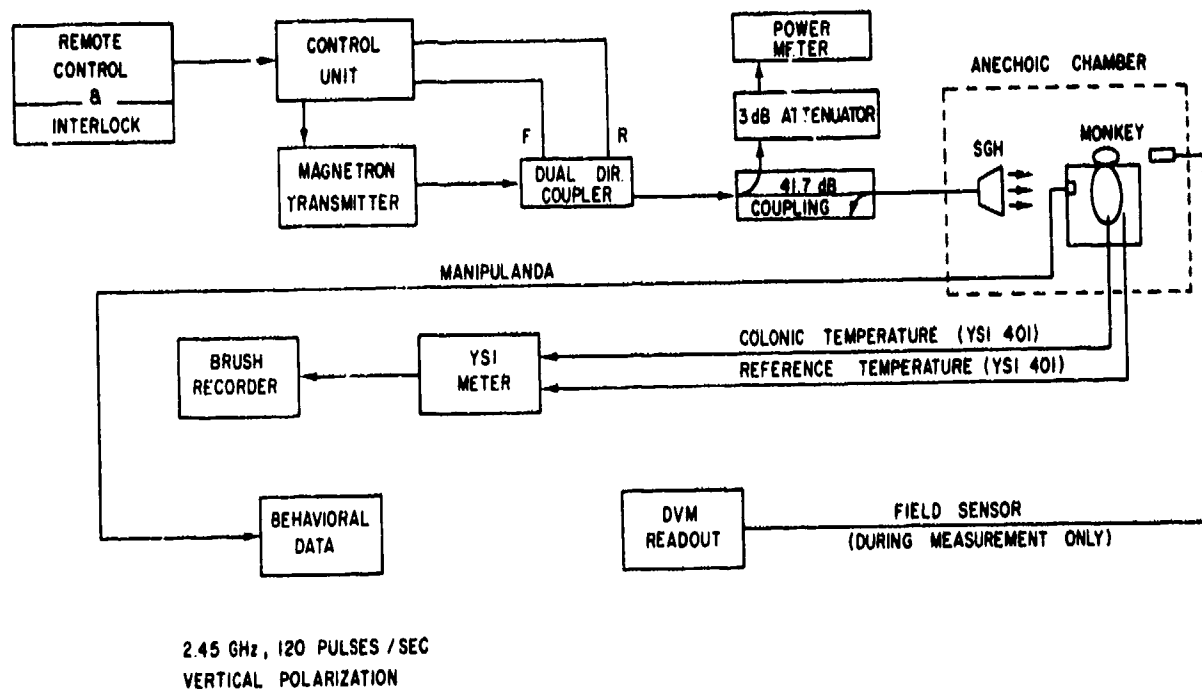 REMOTE
CONTROL
&
INTERLOCK
CONTROL
UNIT
POWER
METER
ANECHOIC CHAMBER
3 dB ATTENUATOR
F
R
MAGNETRON
TRANSMITTER
DUAL DIR.
COUPLER
41.7 dB
COUPLING
SGH
MONKEY
MANIPULANDA
BRUSH
RECORDER
YSI
METER
COLONIC TEMPERATURE (YSI 401)
REFERENCE TEMPERATURE (YSI 401)
BEHAVIORAL
DATA
DVM
READOUT
FIELD SENSOR
(DURING MEASUREMENT ONLY)
2.45 GHz, 120 PULSES / SEC
VERTICAL POLARIZATION